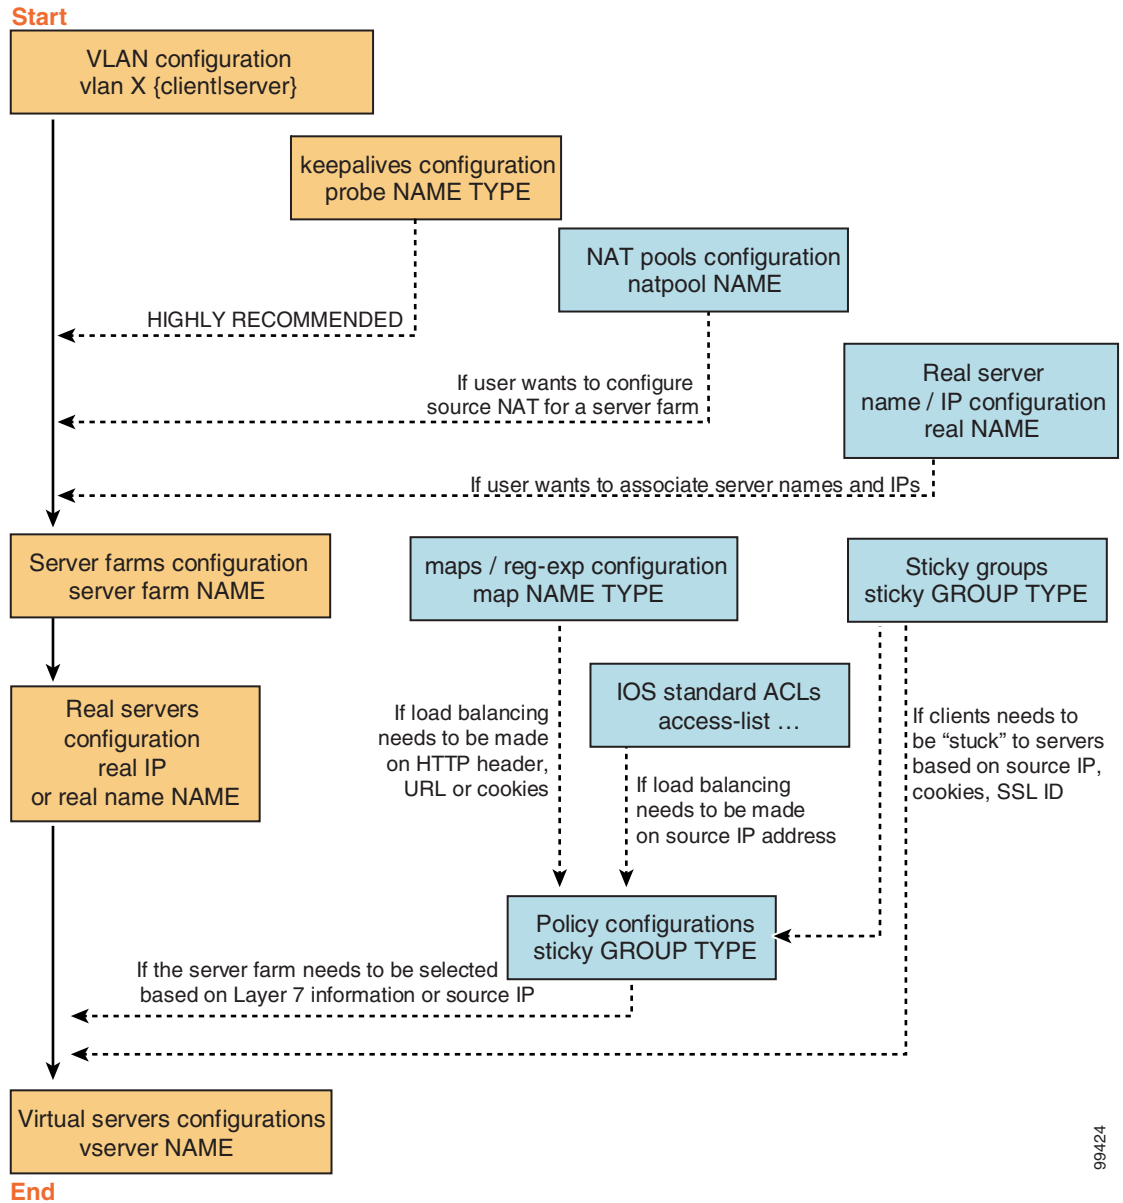 Start
VLAN configuration
vlan X {client|server}
keepalives configuration
probe NAME TYPE
NAT pools configuration
natpool NAME
HIGHLY RECOMMENDED
If user wants to configure
source NAT for a server farm
Real server
name / IP configuration
real NAME
If user wants to associate server names and IPs
Server farms configuration
server farm NAME
maps / reg-exp configuration
map NAME TYPE
Sticky groups
sticky GROUP TYPE
Real servers
configuration
real IP
or real name NAME
If load balancing
needs to be made
on HTTP header,
URL or cookies
IOS standard ACLs
access-list …
If load balancing
needs to be made
on source IP address
If clients needs to
be “stuck” to servers
based on source IP,
cookies, SSL ID
Policy configurations
sticky GROUP TYPE
If the server farm needs to be selected
based on Layer 7 information or source IP
Virtual servers configurations
vserver NAME
End
99424